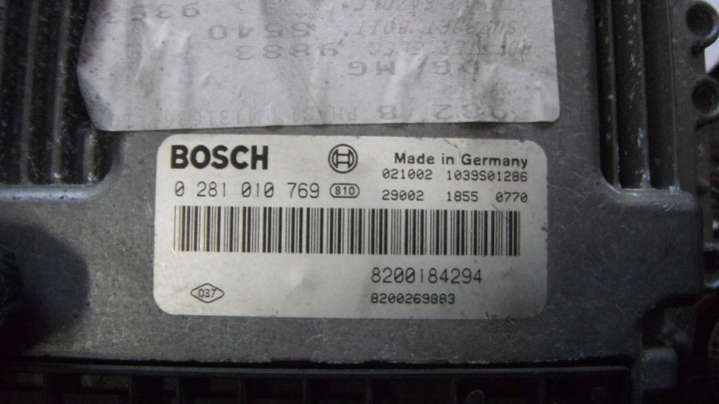 BOSCH
Made in Germany
021002 1039S01286
0 281 010 769 810
29002 1855 0770
8200184294
037
8200269883